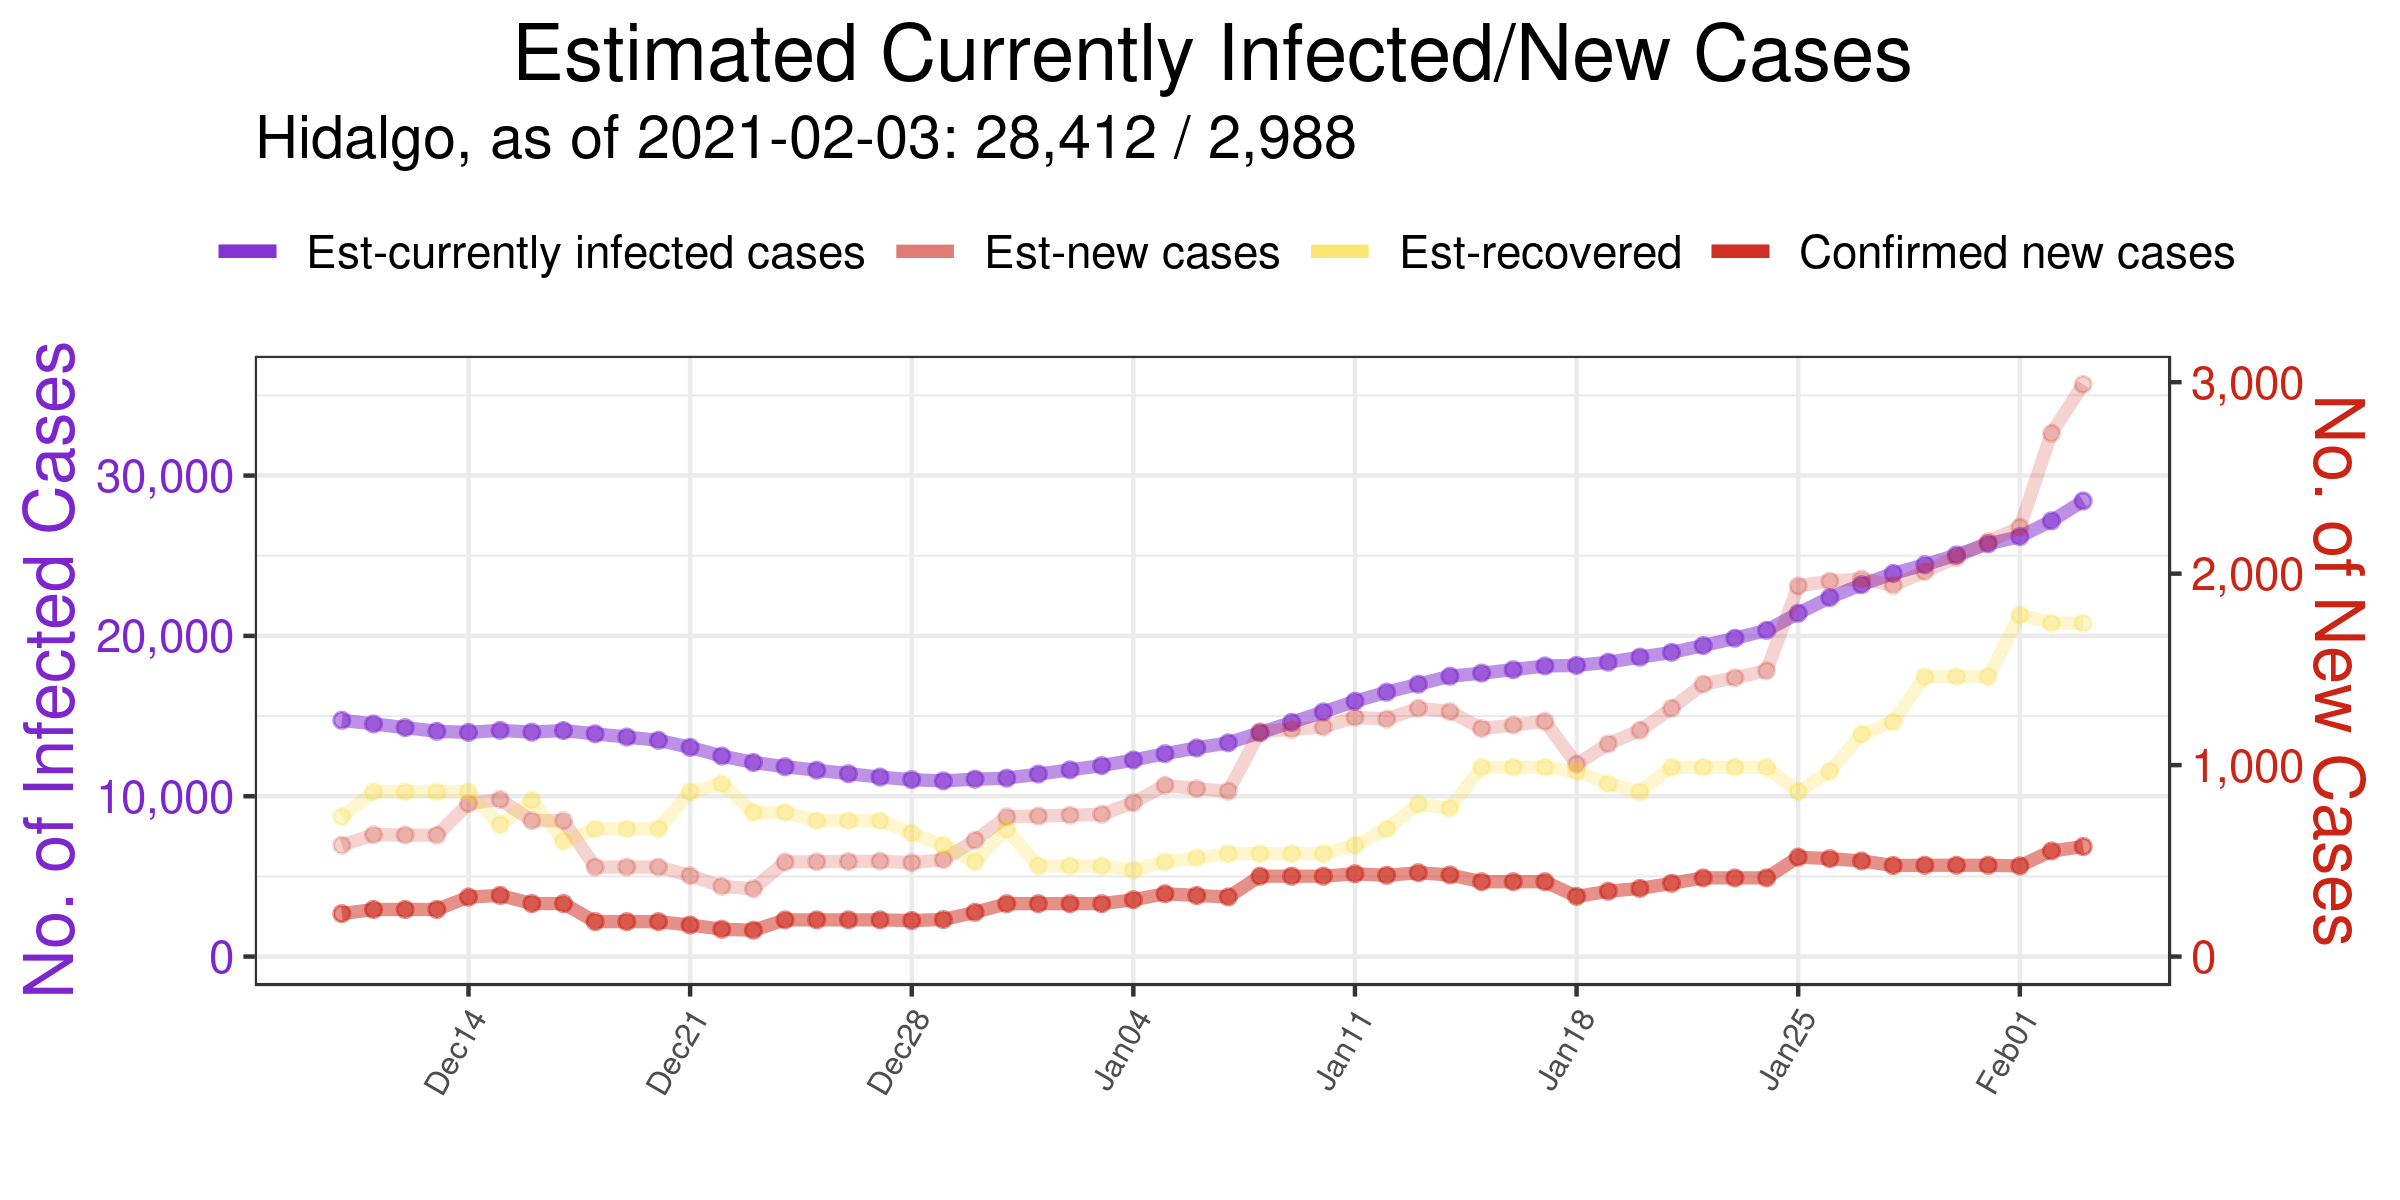 Estimated Currently Infected/New Cases
Hidalgo, as of 2021-02-03: 28,412 / 2,988
Est-currently infected cases Est-new cases Est-recovered Confirmed new cases
No. of Infected Cases
30,000
20,000
10,000
0
3,000
2,000
1,000
0
No. of New Cases
Dec14 Dec21 Dec28 Jan04 Jan11 Jan18 Jan25 Feb01